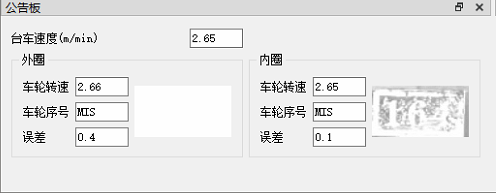 公告板
台车速度(m/min) 2.65
外圈
车轮转速 2.66
车轮序号 MIS
误差 0.4
内圈
车轮转速 2.65
车轮序号 MIS
误差 0.1